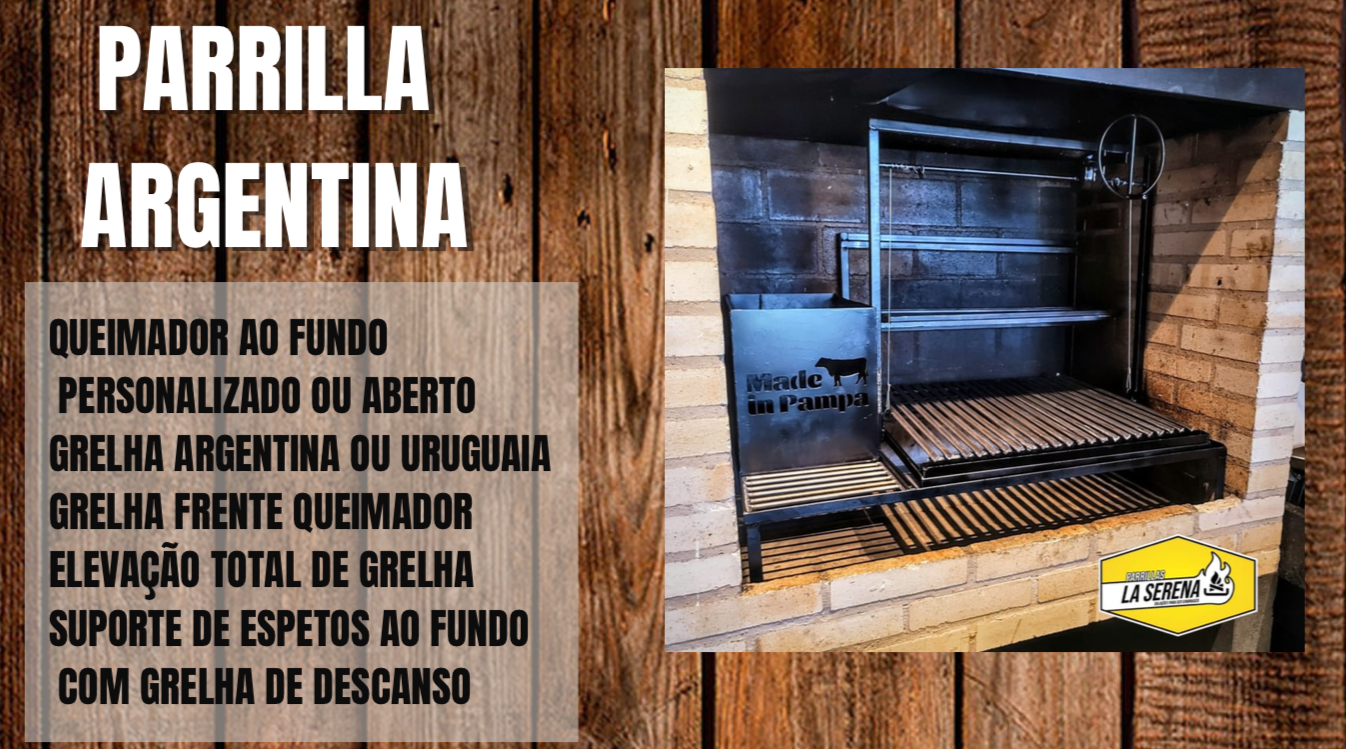 PARRILLA
ARGENTINA
QUEIMADOR AO FUNDO
PERSONALIZADO OU ABERTO
GRELHA ARGENTINA OU URUGUAIA
GRELHA FRENTE QUEIMADOR
ELEVAÇÃO TOTAL DE GRELHA
SUPORTE DE ESPETOS AO FUNDO
COM GRELHA DE DESCANSO
Made
in Pampa
PARRILLAS
LA SERENA